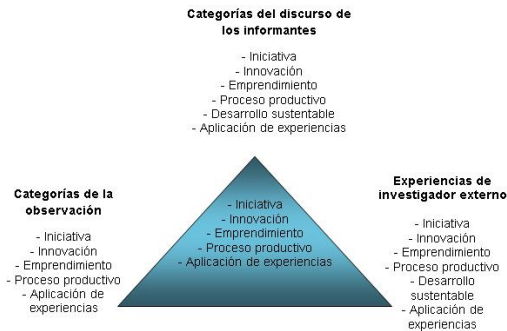 Categorías del discurso de
los informantes
- Iniciativa
- Innovación
- Emprendimiento
- Proceso productivo
- Desarrollo sustentable
- Aplicación de experiencias
Categorías de la
observación
- Iniciativa
- Innovación
- Emprendimiento
- Proceso productivo
- Aplicación de
experiencias
- Iniciativa
- Innovación
- Emprendimiento
- Proceso productivo
- Aplicación de experiencias
Experiencias de
investigador externo
- Iniciativa
- Innovación
- Emprendimiento
- Proceso productivo
- Desarrollo
sustentable
- Aplicación de
experiencias